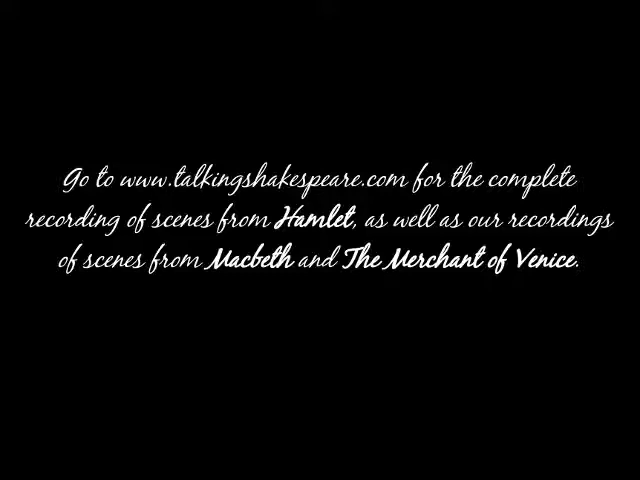 Go to www.talkingshakespeare.com for the complete
recording of scenes from Hamlet, as well as our recordings
of scenes from Macbeth and The Merchant of Venice.